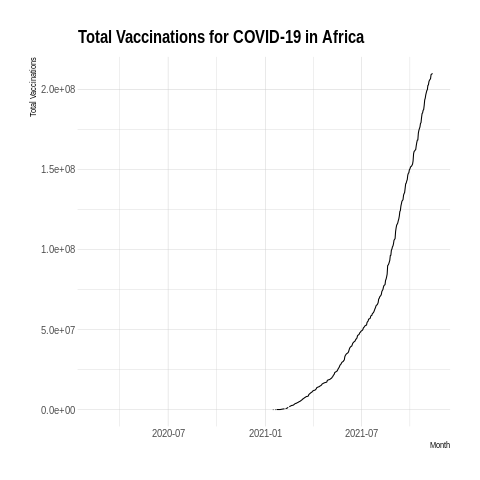 Total Vaccinations for COVID-19 in Africa
Total Vaccinations
2.0e+08
1.5e+08
1.0e+08
5.0e+07
0.0e+00
2020-07 2021-01 2021-07
Month